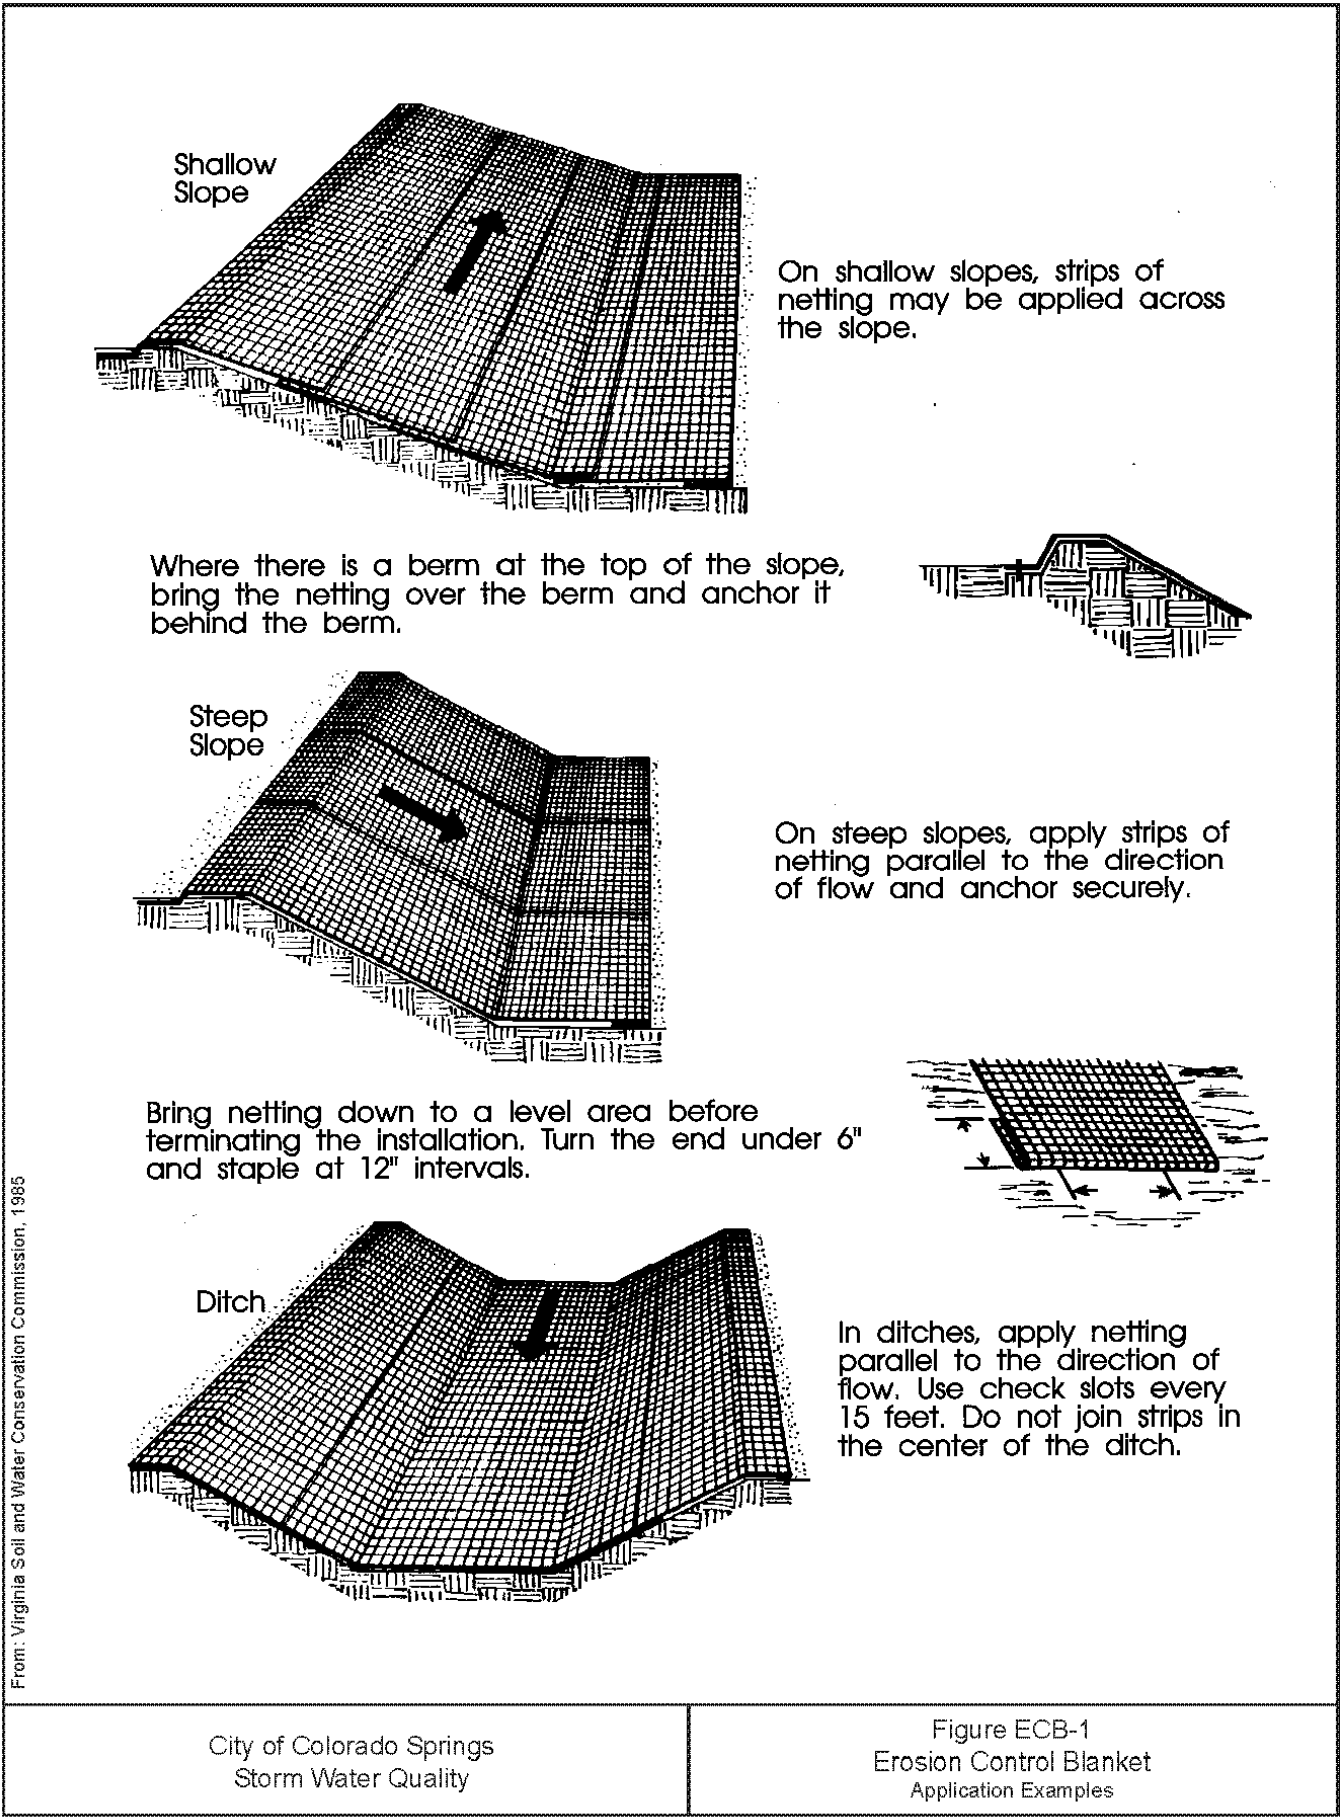 Shallow
Slope
On shallow slopes, strips of
netting may be applied across
the slope.
Where there is a berm at the top of the slope,
bring the netting over the berm and anchor it
behind the berm.
Steep
Slope
On steep slopes, apply strips of
netting parallel to the direction
of flow and anchor securely.
Bring netting down to a level area before
terminating the installation. Turn the end under 6"
and staple at 12" intervals.
Ditch
In ditches, apply netting
parallel to the direction of
flow. Use check slots every
15 feet. Do not join strips in
the center of the ditch.
From: Virginia Soil and Water Conservation Commission, 1985
City of Colorado Springs
Storm Water Quality
Figure ECB-1
Erosion Control Blanket
Application Examples